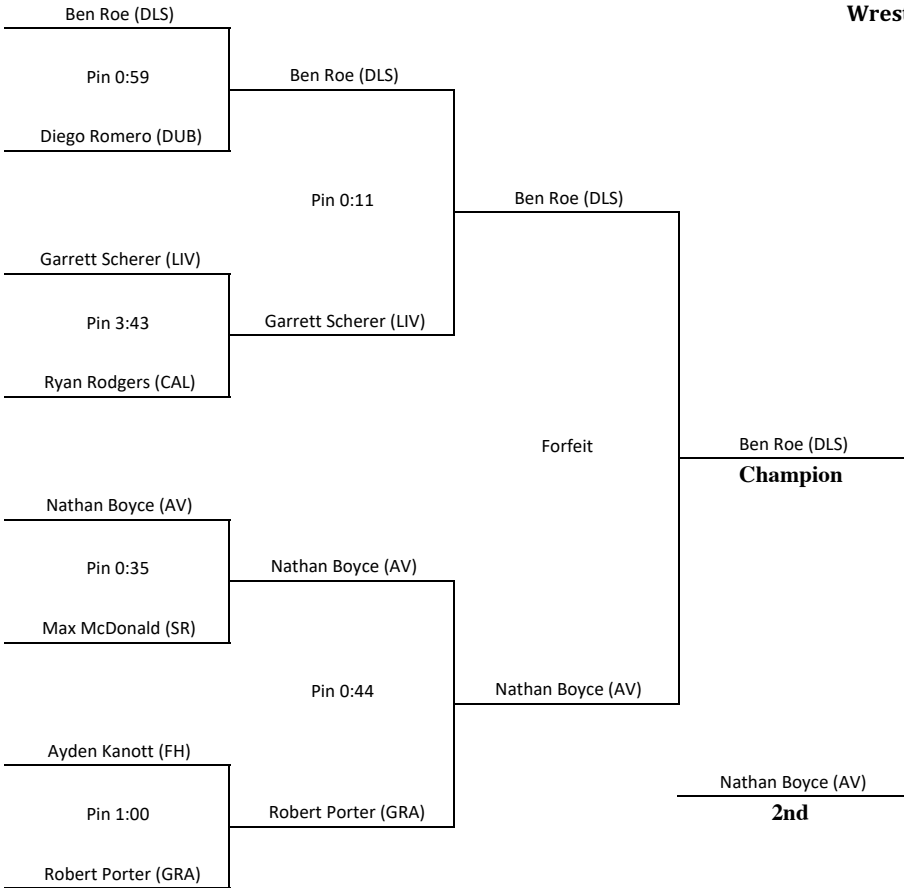 Ben Roe (DLS)
Wrest
Pin 0:59
Ben Roe (DLS)
Diego Romero (DUB)
Pin 0:11
Ben Roe (DLS)
Garrett Scherer (LIV)
Pin 3:43
Garrett Scherer (LIV)
Ryan Rodgers (CAL)
Forfeit
Ben Roe (DLS)
Champion
Nathan Boyce (AV)
Pin 0:35
Nathan Boyce (AV)
Max McDonald (SR)
Pin 0:44
Nathan Boyce (AV)
Ayden Kanott (FH)
Nathan Boyce (AV)
2nd
Pin 1:00
Robert Porter (GRA)
Robert Porter (GRA)